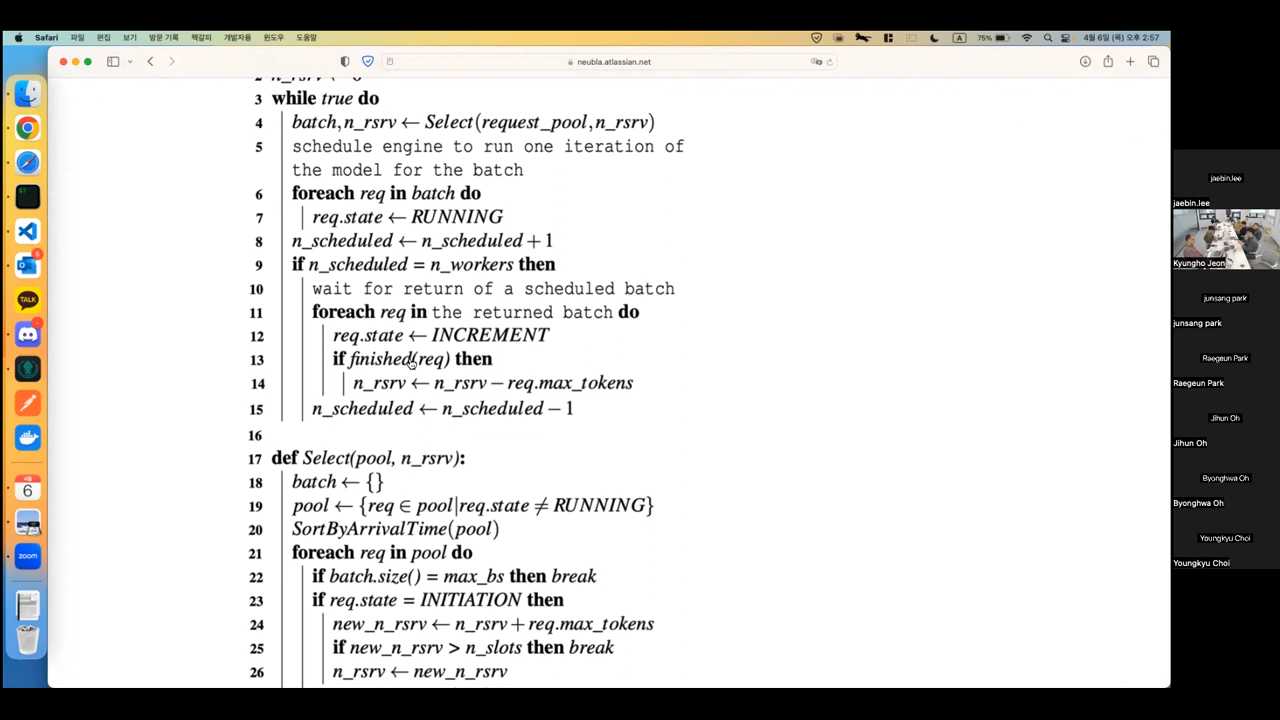 Safari 파일 편집 보기 방문 기록 책갈피 개발자용 윈도우 도움말 A 75% 4월 6일 (목) 오후 2:57
neubla.atlassian.net
2 n_rsrv ← 0
3 while true do
4 batch,n_rsrv ← Select(request_pool,n_rsrv)
5 schedule engine to run one iteration of
the model for the batch
6 foreach req in batch do
7 req.state ← RUNNING
8 n_scheduled ← n_scheduled + 1
9 if n_scheduled = n_workers then
10 wait for return of a scheduled batch
11 foreach req in the returned batch do
12 req.state ← INCREMENT
13 if finished(req) then
14 n_rsrv ← n_rsrv − req.max_tokens
15 n_scheduled ← n_scheduled − 1
16
17 def Select(pool, n_rsrv):
18 batch ← {}
19 pool ← {req ∈ pool|req.state ≠ RUNNING}
20 SortByArrivalTime(pool)
21 foreach req in pool do
22 if batch.size() = max_bs then break
23 if req.state = INITIATION then
24 new_n_rsrv ← n_rsrv + req.max_tokens
25 if new_n_rsrv > n_slots then break
26 n_rsrv ← new_n_rsrv
jaebin.lee
jaebin.lee
Kyungho Jeon
junsang park
junsang park
Raegeun Park
Raegeun Park
Jihun Oh
Jihun Oh
Byonghwa Oh
Byonghwa Oh
Youngkyu Choi
Youngkyu Choi
TALK
6
zoom